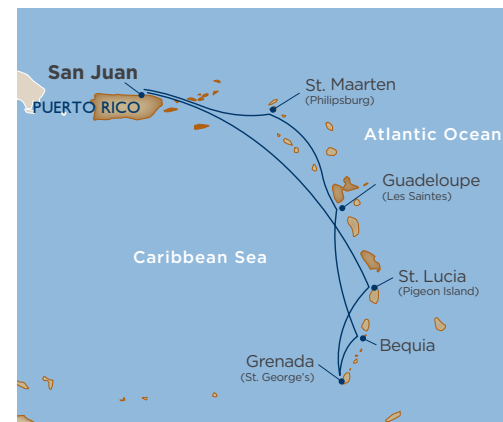 San Juan
PUERTO RICO
St. Maarten
(Philipsburg)
Atlantic Ocean
Guadeloupe
(Les Saintes)
Caribbean Sea
St. Lucia
(Pigeon Island)
Bequia
Grenada
(St. George's)